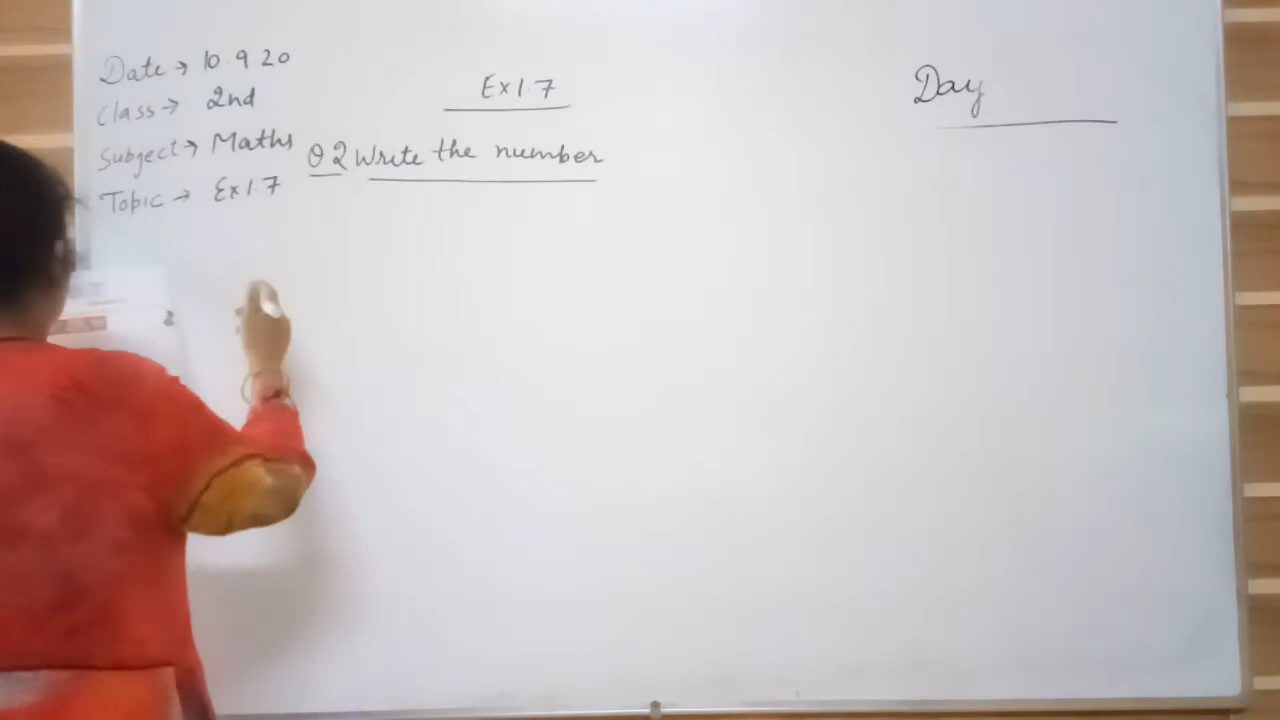 Date → 10.9.20
Class → 2nd
Subject → Maths
Topic → Ex 1.7
Ex 1.7
Q2 Write the number
Day